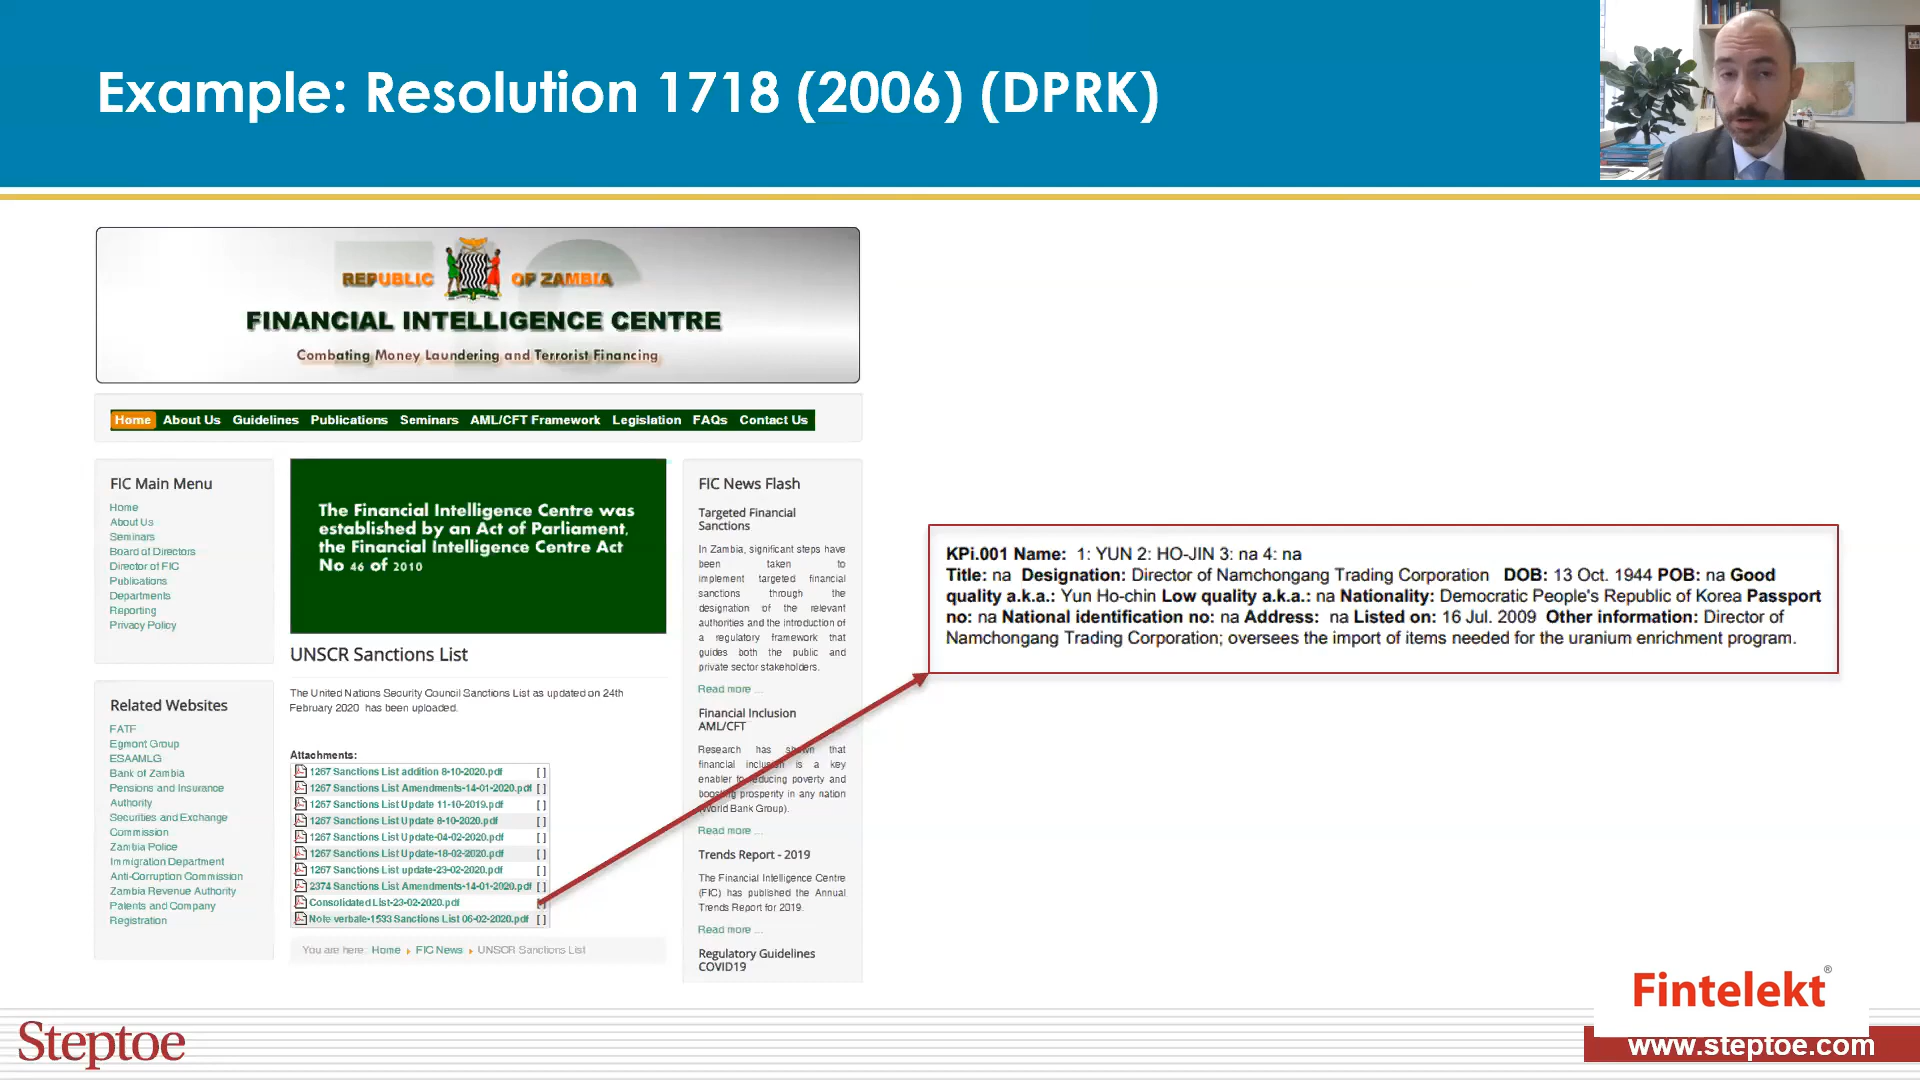 Example: Resolution 1718 (2006) (DPRK)
REPUBLIC OF ZAMBIA
FINANCIAL INTELLIGENCE CENTRE
Combating Money Laundering and Terrorist Financing
Home About Us Guidelines Publications Seminars AML/CFT Framework Legislation FAQs Contact Us
FIC Main Menu
Home
About Us
Seminars
Board of Directors
Director of FIC
Publications
Departments
Reporting
Privacy Policy
Related Websites
FATF
Egmont Group
ESAAMLG
Bank of Zambia
Pensions and Insurance
Authority
Securities and Exchange
Commission
Zambia Police
Immigration Department
Anti-Corruption Commission
Zambia Revenue Authority
Patents and Company
Registration
The Financial Intelligence Centre was
established by an Act of Parliament,
the Financial Intelligence Centre Act
No 46 of 2010
UNSCR Sanctions List
The United Nations Security Council Sanctions List as updated on 24th
February 2020 has been uploaded.
Attachments:
1267 Sanctions List addition 8-10-2020.pdf [ ]
1267 Sanctions List Amendments-14-01-2020.pdf [ ]
1267 Sanctions List Update 11-10-2019.pdf [ ]
1267 Sanctions List Update 8-10-2020.pdf [ ]
1267 Sanctions List Update-04-02-2020.pdf [ ]
1267 Sanctions List Update-18-02-2020.pdf [ ]
1267 Sanctions List update-23-02-2020.pdf [ ]
2374 Sanctions List Amendments-14-01-2020.pdf [ ]
Consolidated List-23-02-2020.pdf [ ]
Note verbale-1533 Sanctions List 06-02-2020.pdf [ ]
You are here: Home FIC News UNSCR Sanctions List
FIC News Flash
Targeted Financial
Sanctions
In Zambia, significant steps have
been taken to
implement targeted financial
sanctions through the
designation of the relevant
authorities and the introduction of
a regulatory framework that
guides both the public and
private sector stakeholders.
Read more ...
Financial Inclusion
AML/CFT
Research has shown that
financial inclusion is a key
enabler to reducing poverty and
boosting prosperity in any nation
(World Bank Group).
Read more ...
Trends Report - 2019
The Financial Intelligence Centre
(FIC) has published the Annual
Trends Report for 2019.
Read more ...
Regulatory Guidelines
COVID19
KPi.001 Name: 1: YUN 2: HO-JIN 3: na 4: na
Title: na Designation: Director of Namchongang Trading Corporation DOB: 13 Oct. 1944 POB: na Good
quality a.k.a.: Yun Ho-chin Low quality a.k.a.: na Nationality: Democratic People's Republic of Korea Passport
no: na National identification no: na Address: na Listed on: 16 Jul. 2009 Other information: Director of
Namchongang Trading Corporation; oversees the import of items needed for the uranium enrichment program.
Fintelekt®
Steptoe
www.steptoe.com